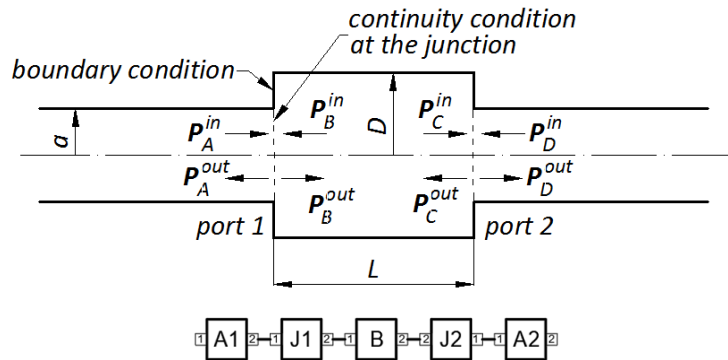 continuity condition
at the junction
boundary condition
a
P_A^in
P_B^in
D
P_C^in
P_D^in
P_A^out
P_B^out
P_C^out
P_D^out
port 1
port 2
L
1 A1 2 1 J1 2 1 B 2 2 J2 1 1 A2 2